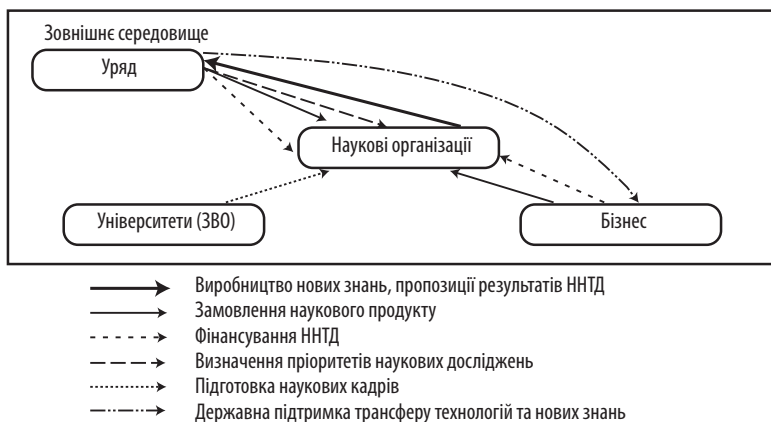 Зовнішнє середовище
Уряд
Наукові організації
Університети (ЗВО)
Бізнес
Виробництво нових знань, пропозиції результатів ННТД
Замовлення наукового продукту
Фінансування ННТД
Визначення пріоритетів наукових досліджень
Підготовка наукових кадрів
Державна підтримка трансферу технологій та нових знань